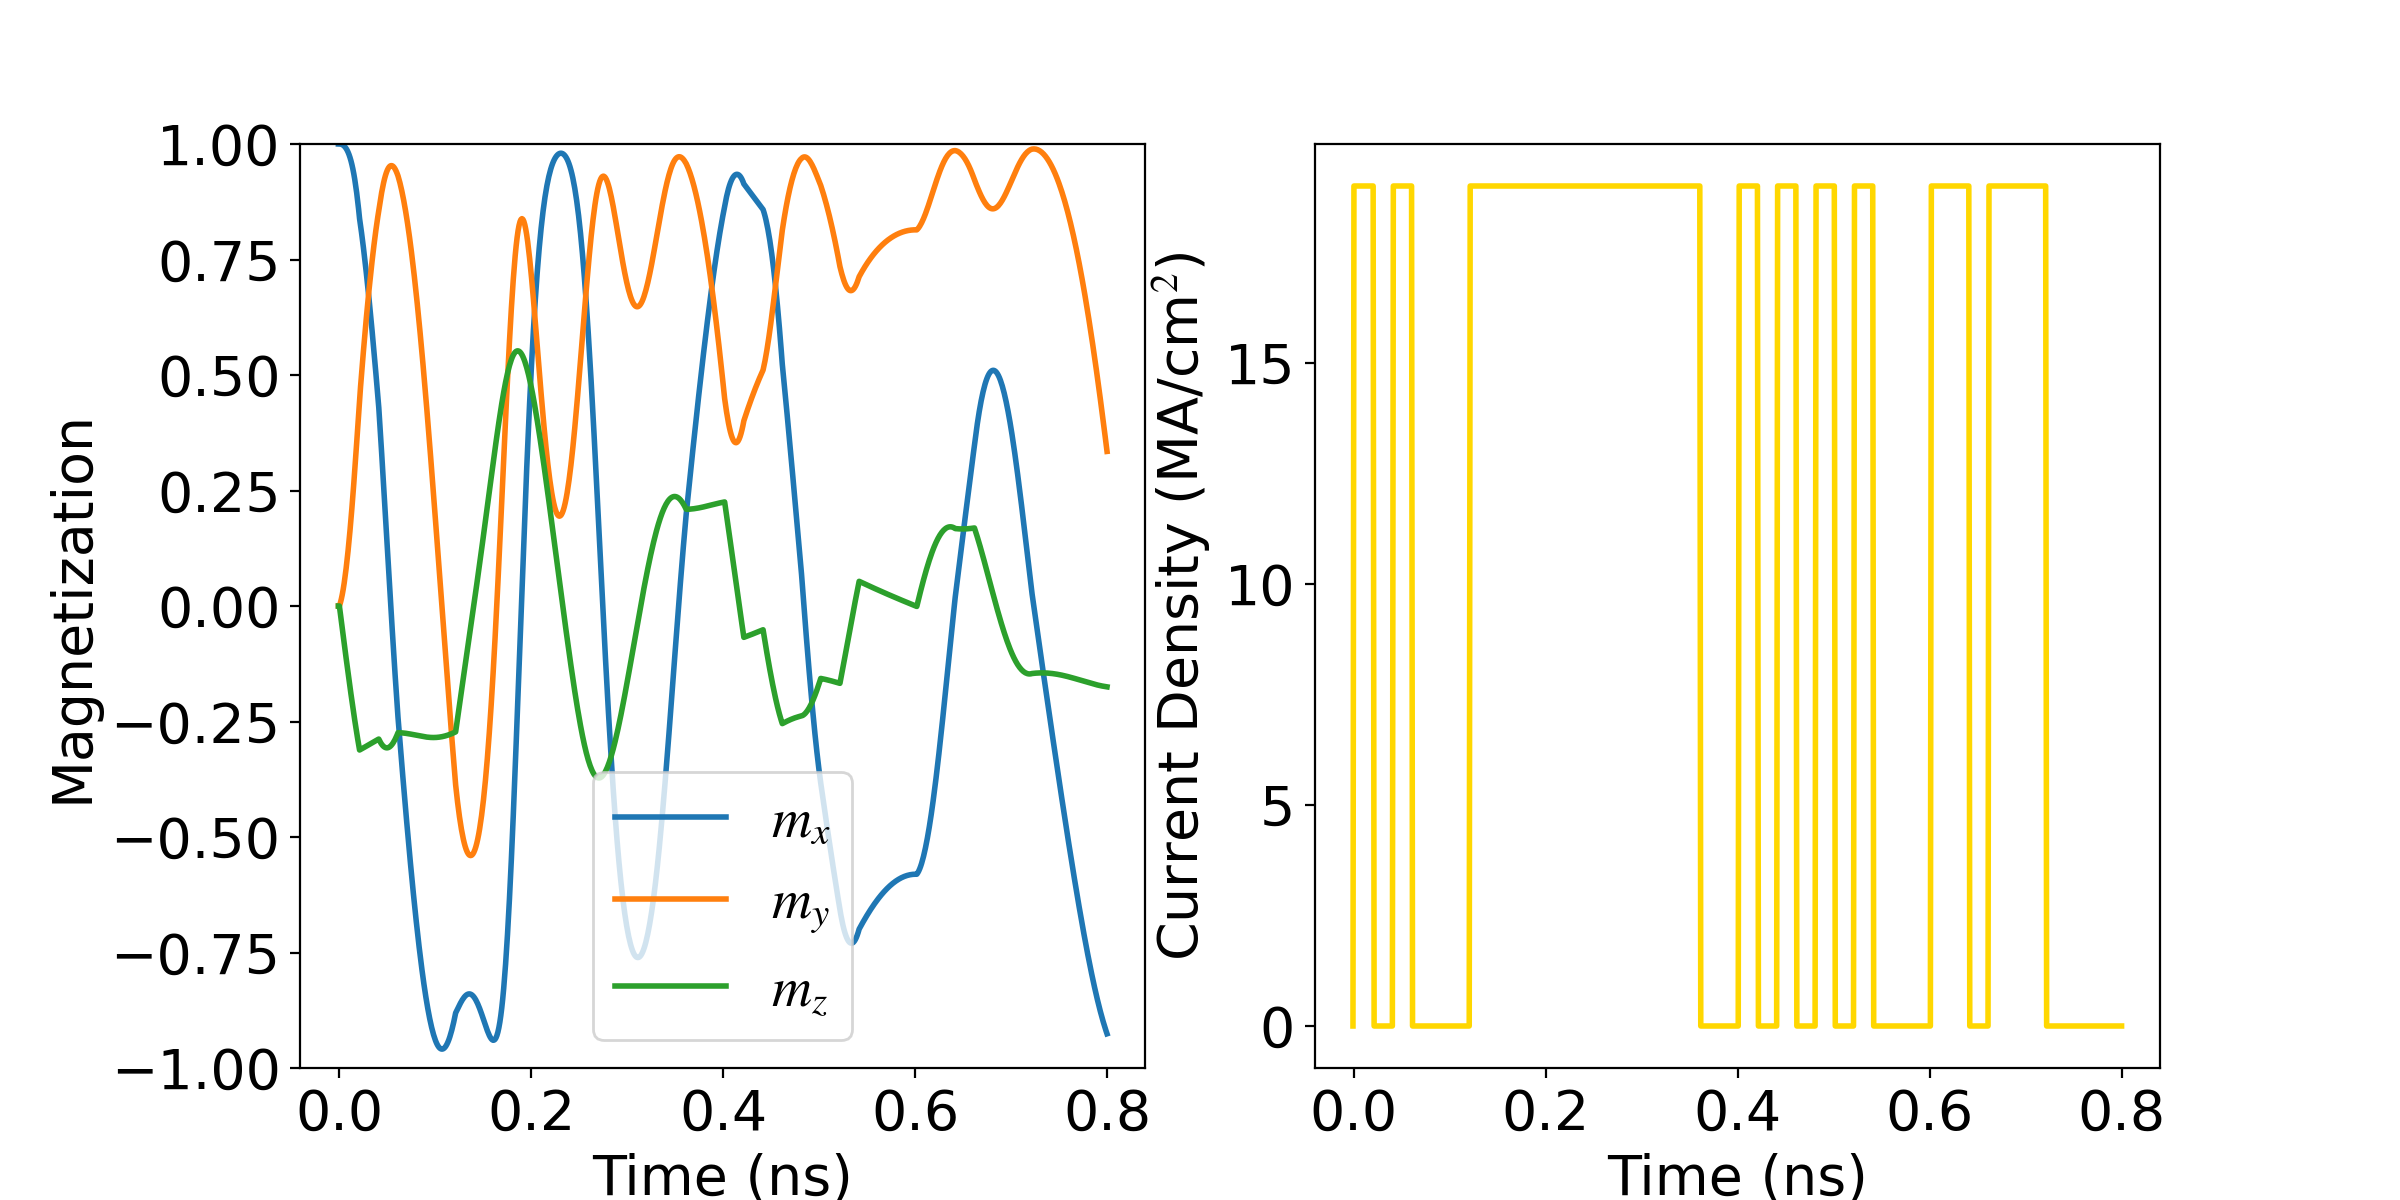 Magnetization
1.00
0.75
0.50
0.25
0.00
−0.25
−0.50
−0.75
−1.00
0.0 0.2 0.4 0.6 0.8
Time (ns)
m_x
m_y
m_z
Current Density (MA/cm²)
15
10
5
0
0.0 0.2 0.4 0.6 0.8
Time (ns)